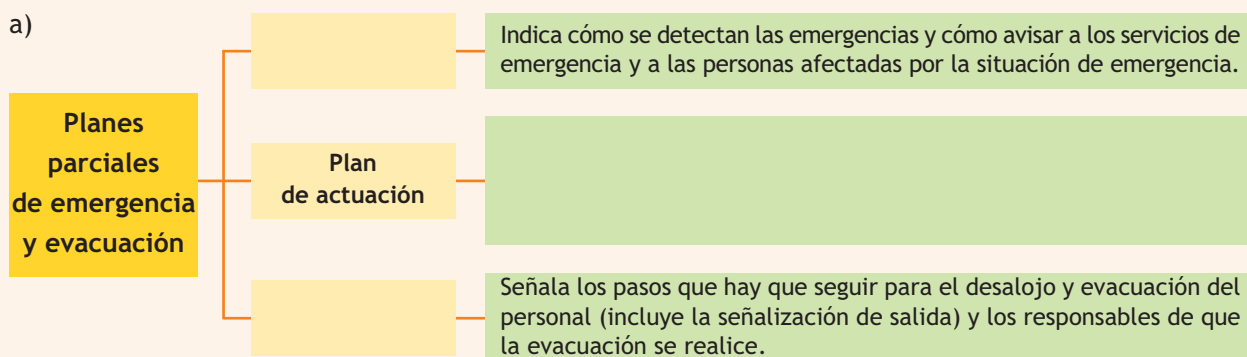 a)
Indica cómo se detectan las emergencias y cómo avisar a los servicios de
emergencia y a las personas afectadas por la situación de emergencia.
Planes
parciales
de emergencia
y evacuación
Plan
de actuación
Señala los pasos que hay que seguir para el desalojo y evacuación del
personal (incluye la señalización de salida) y los responsables de que
la evacuación se realice.